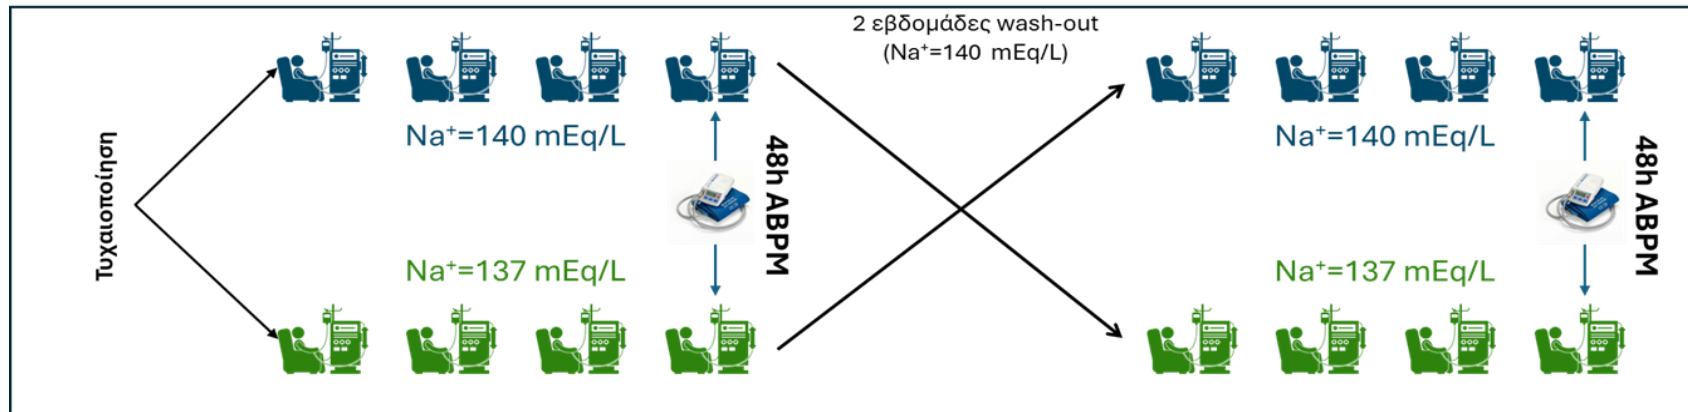 2 εβδομάδες wash-out
(Na⁺=140 mEq/L)
Τυχαιοποίηση
Na⁺=140 mEq/L
48h ABPM
Na⁺=137 mEq/L
Na⁺=140 mEq/L
48h ABPM
Na⁺=137 mEq/L